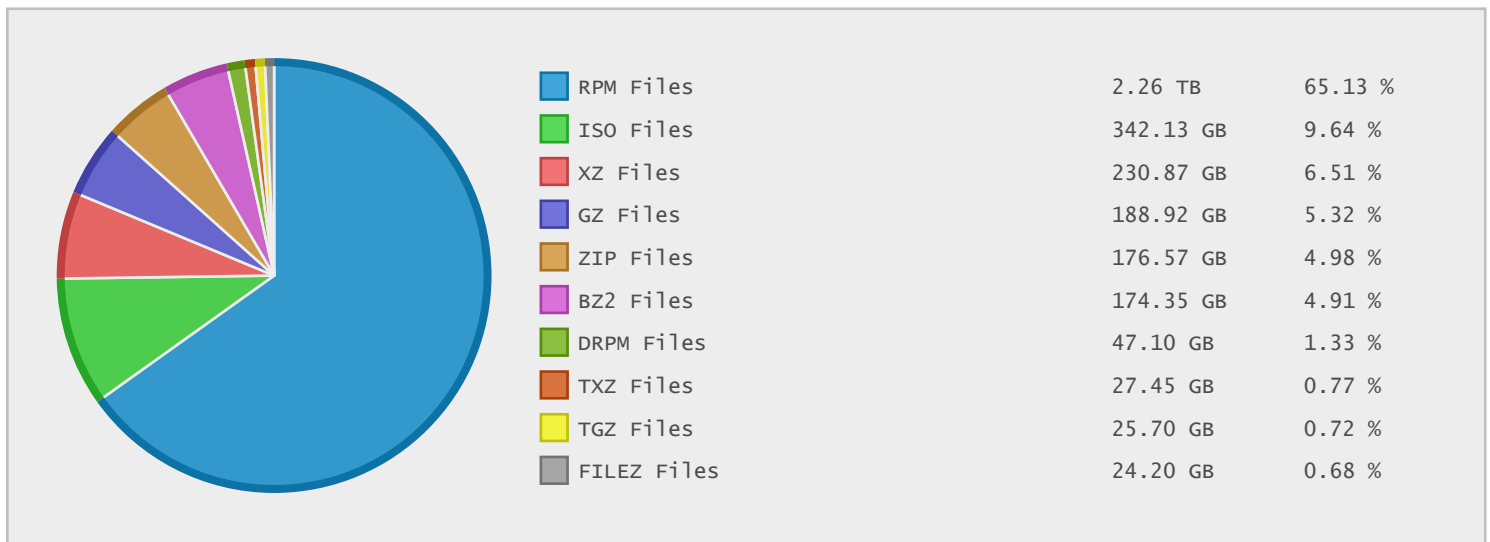 RPM Files 2.26 TB 65.13 %
ISO Files 342.13 GB 9.64 %
XZ Files 230.87 GB 6.51 %
GZ Files 188.92 GB 5.32 %
ZIP Files 176.57 GB 4.98 %
BZ2 Files 174.35 GB 4.91 %
DRPM Files 47.10 GB 1.33 %
TXZ Files 27.45 GB 0.77 %
TGZ Files 25.70 GB 0.72 %
FILEZ Files 24.20 GB 0.68 %